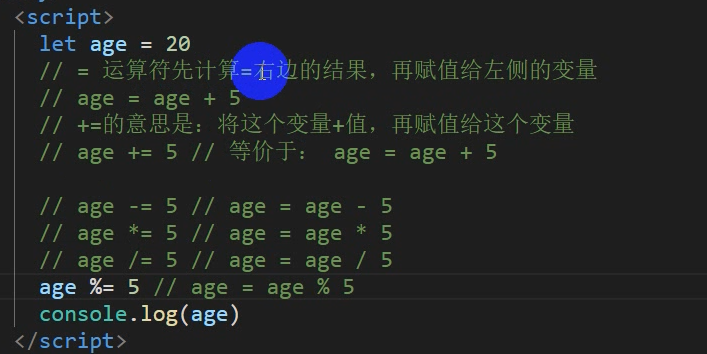 <script>
let age = 20
// = 运算符先计算=右边的结果，再赋值给左侧的变量
// age = age + 5
// +=的意思是：将这个变量+值，再赋值给这个变量
// age += 5 // 等价于： age = age + 5
// age -= 5 // age = age - 5
// age *= 5 // age = age * 5
// age /= 5 // age = age / 5
age %= 5 // age = age % 5
console.log(age)
</script>